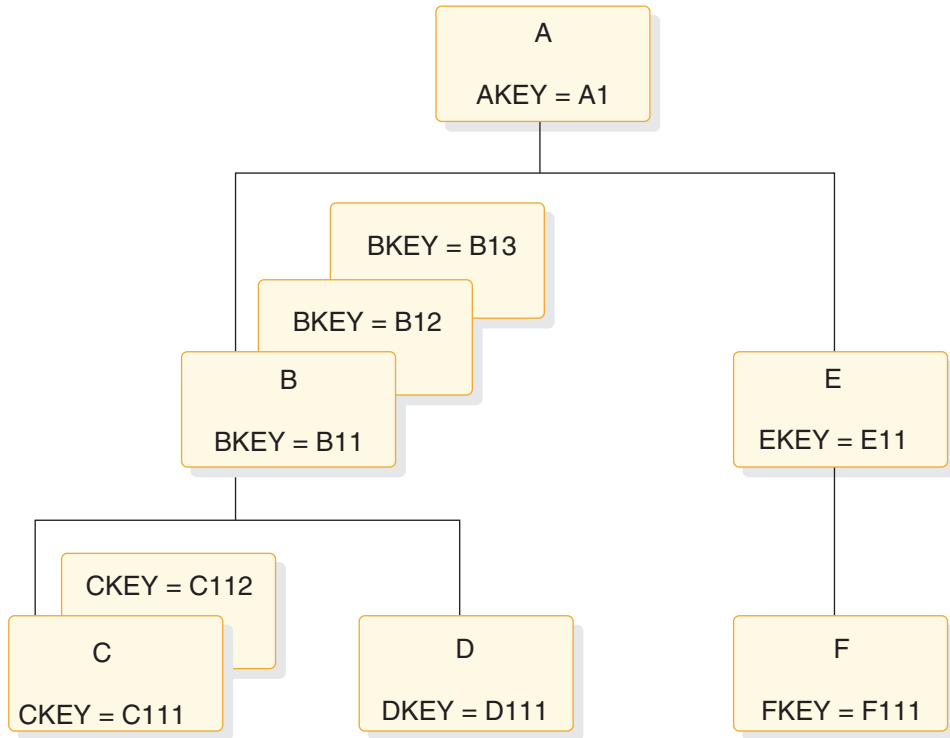 A
AKEY = A1
BKEY = B13
BKEY = B12
B
BKEY = B11
E
EKEY = E11
CKEY = C112
C
CKEY = C111
D
DKEY = D111
F
FKEY = F111